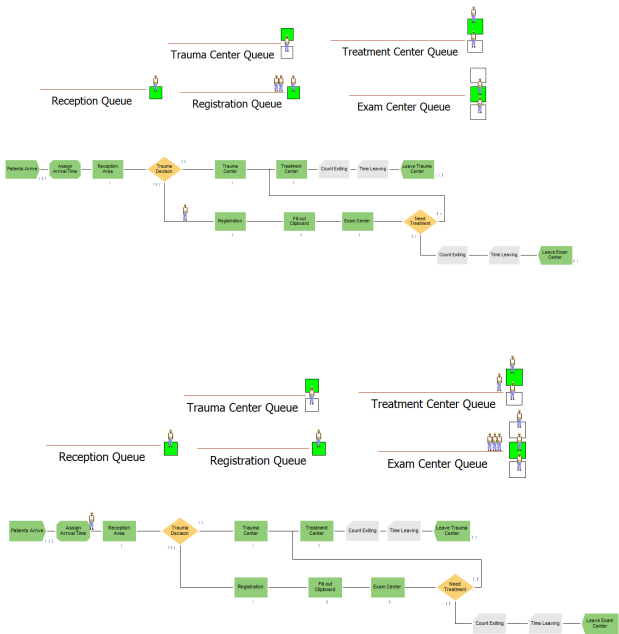 Trauma Center Queue
Treatment Center Queue
Reception Queue
Registration Queue
Exam Center Queue
Patients Arrive
Assign
Arrival Time
Reception
Area
Trauma
Decison
Trauma
Center
Treatment
Center
Count Exiting
Time Leaving
Leave Trauma
Center
Registration
Fill out
Clipboard
Exam Center
Need
Treatment
Count Exiting
Time Leaving
Leave Exam
Center
Trauma Center Queue
Treatment Center Queue
Reception Queue
Registration Queue
Exam Center Queue
Patients Arrive
Assign
Arrival Time
Reception
Area
Trauma
Decison
Trauma
Center
Treatment
Center
Count Exiting
Time Leaving
Leave Trauma
Center
Registration
Fill out
Clipboard
Exam Center
Need
Treatment
Count Exiting
Time Leaving
Leave Exam
Center